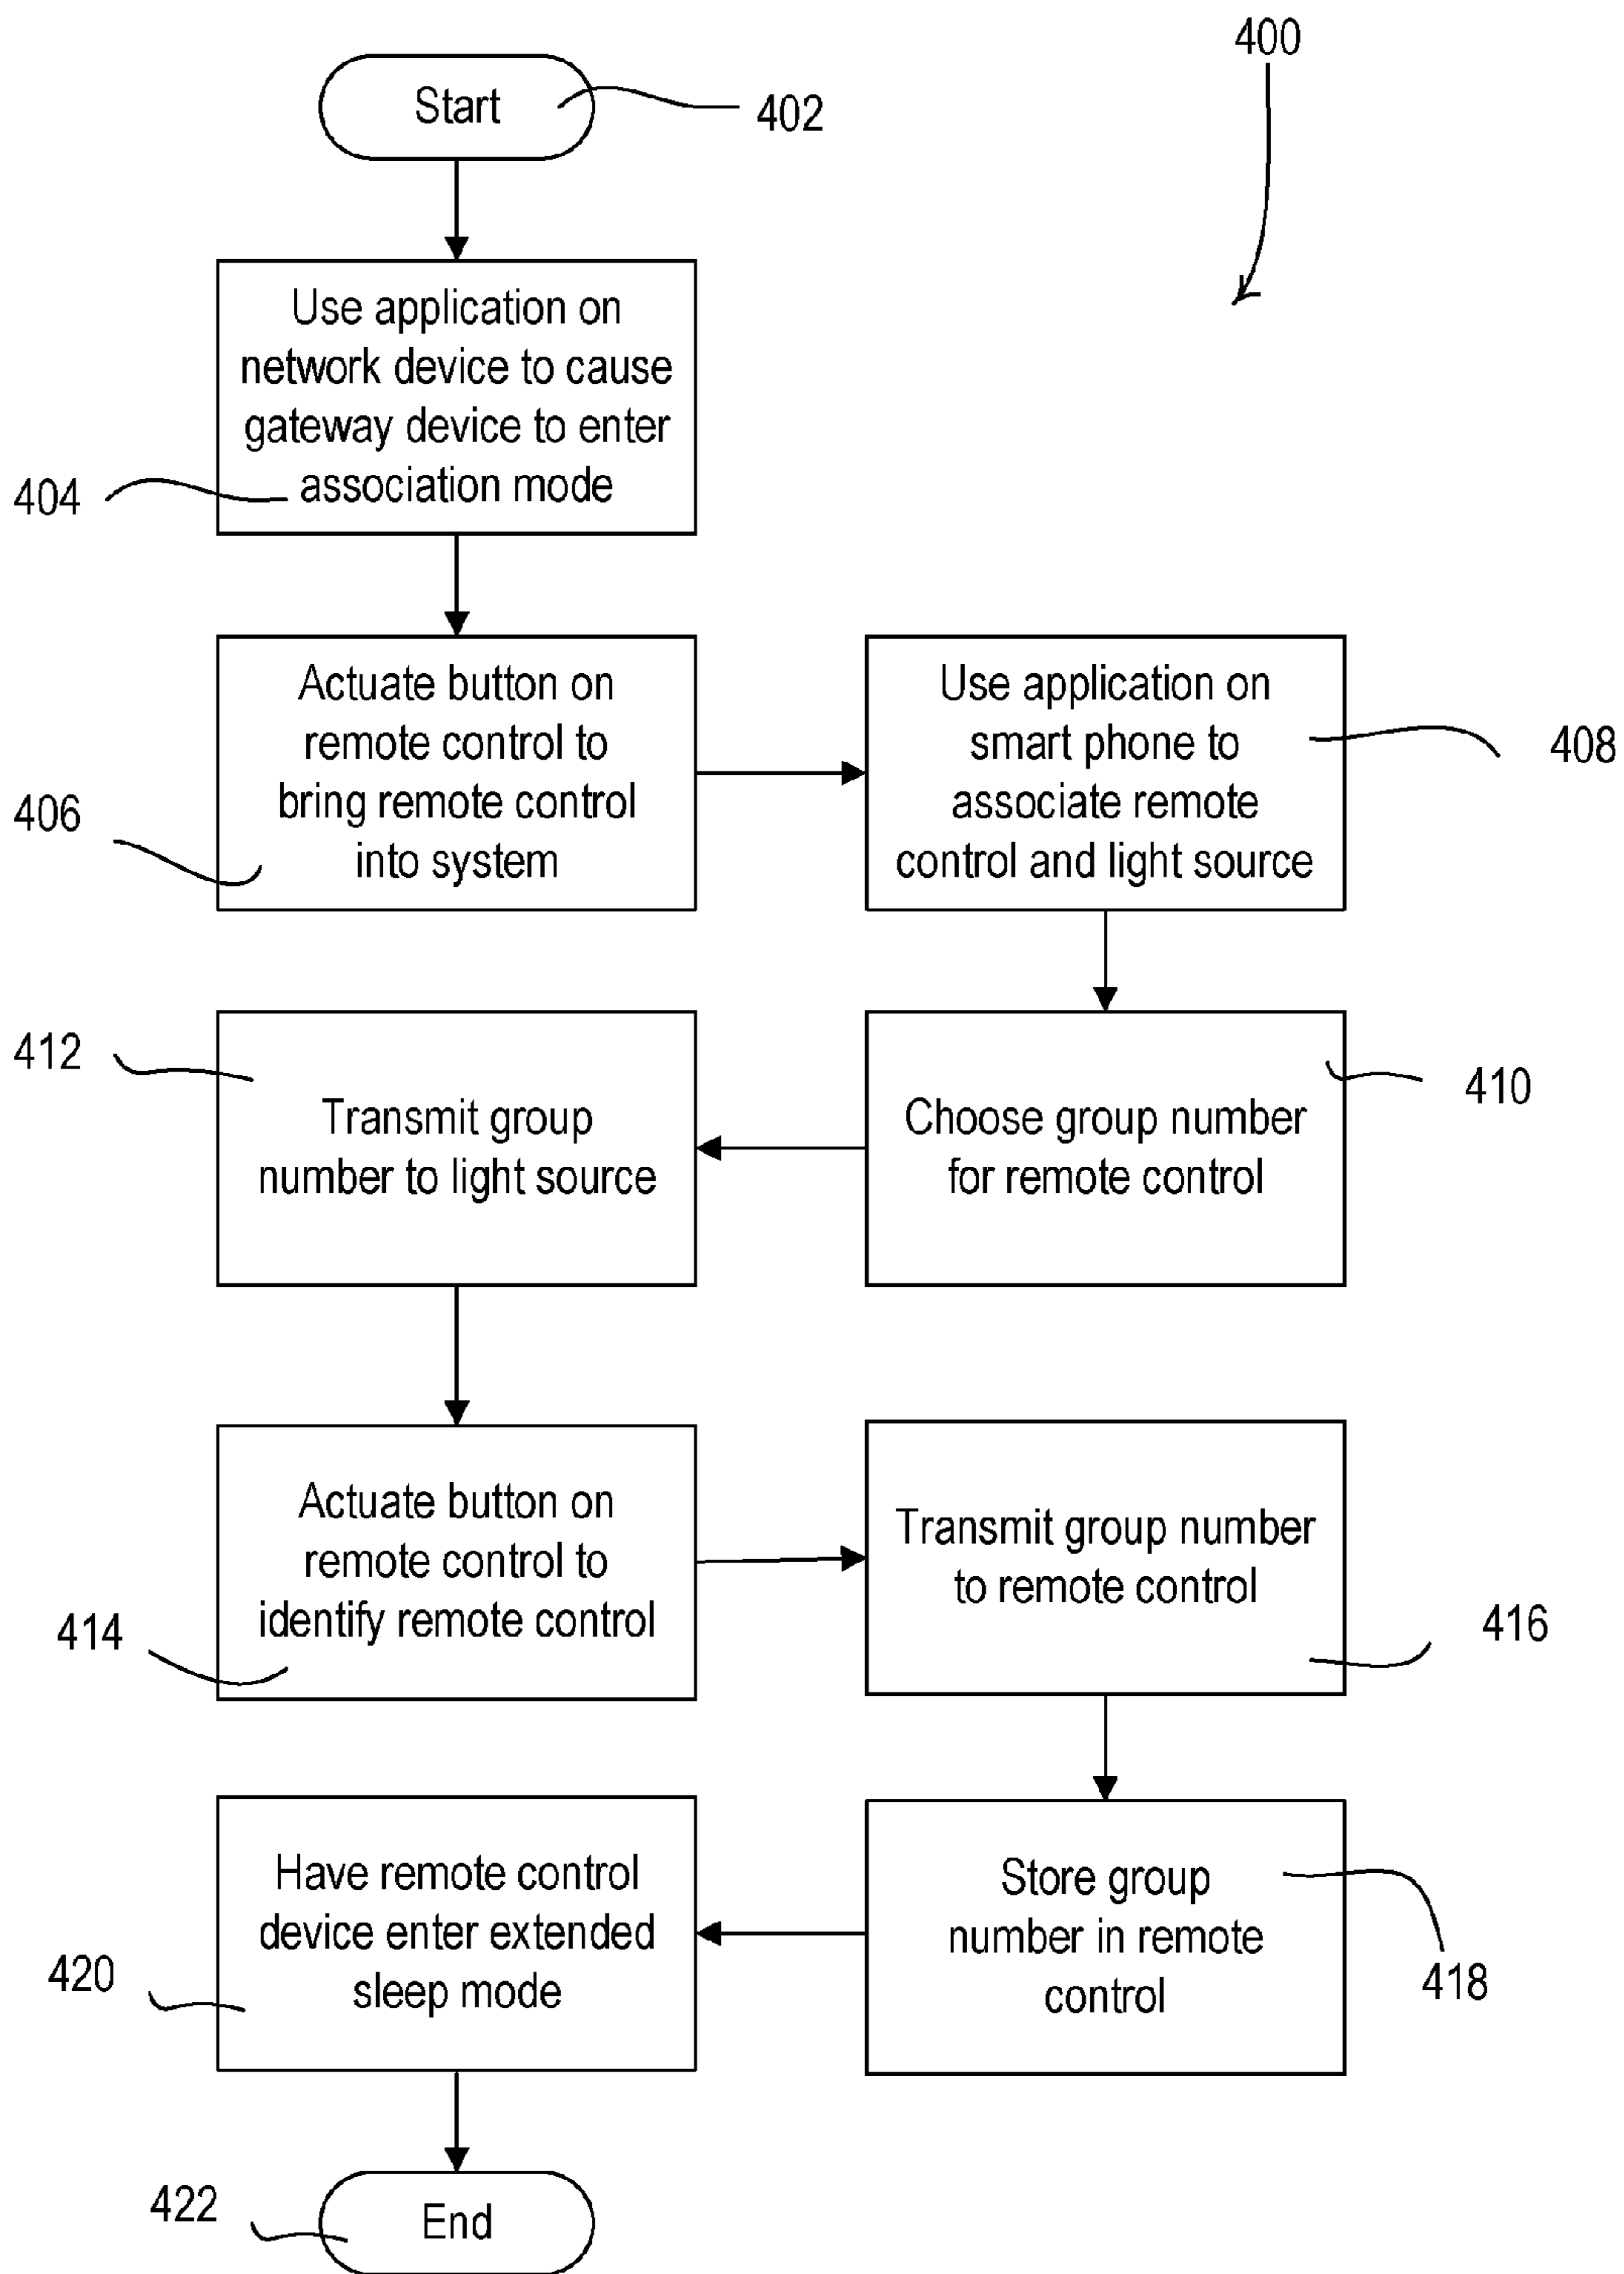 400
Start
402
Use application on
network device to cause
gateway device to enter
association mode
404
Actuate button on
remote control to
bring remote control
into system
406
Use application on
smart phone to
associate remote
control and light source
408
Choose group number
for remote control
410
Transmit group
number to light source
412
Actuate button on
remote control to
identify remote control
414
Transmit group number
to remote control
416
Store group
number in remote
control
418
Have remote control
device enter extended
sleep mode
420
End
422